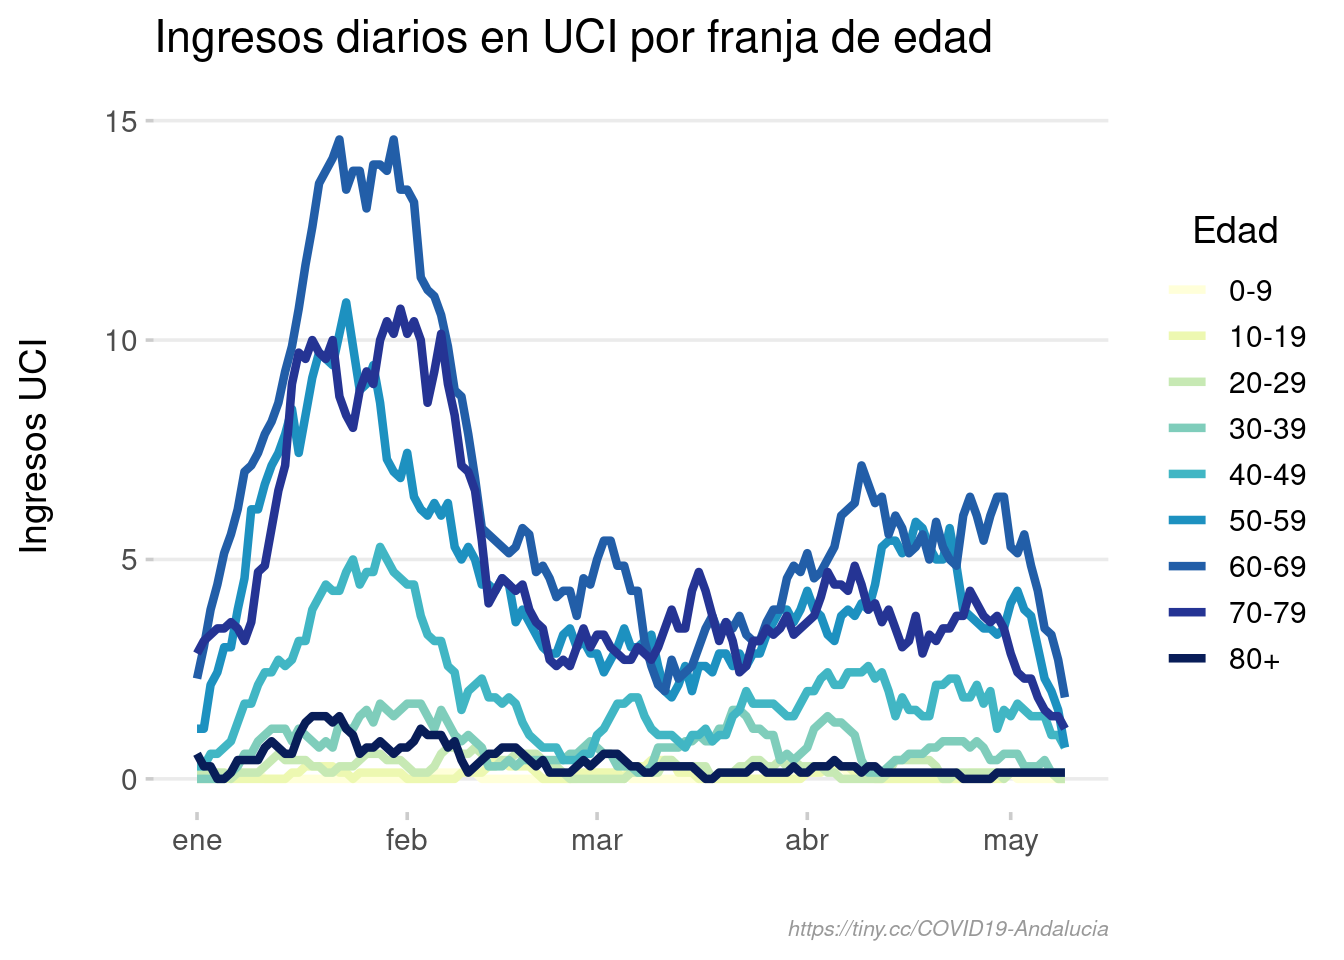 Ingresos diarios en UCI por franja de edad
15
10
5
0
Ingresos UCI
ene
feb
mar
abr
may
Edad
0-9
10-19
20-29
30-39
40-49
50-59
60-69
70-79
80+
https://tiny.cc/COVID19-Andalucia